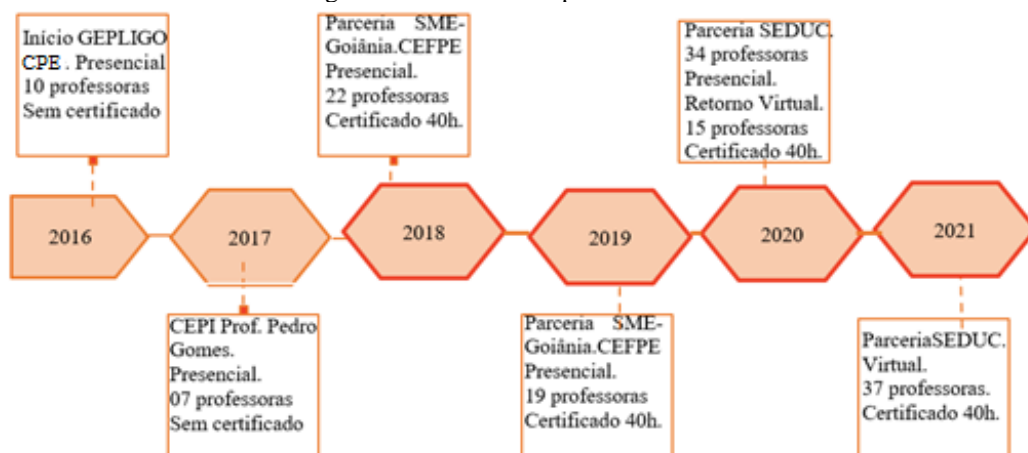 Início GEPLIGO
CPE . Presencial
10 professoras
Sem certificado
Parceria SME-
Goiânia.CEFPE
Presencial.
22 professoras
Certificado 40h.
Parceria SEDUC.
34 professoras
Presencial.
Retorno Virtual.
15 professoras
Certificado 40h.
2016
2017
2018
2019
2020
2021
CEPI Prof. Pedro
Gomes.
Presencial.
07 professoras
Sem certificado
Parceria SME-
Goiânia.CEFPE
Presencial.
19 professoras
Certificado 40h.
ParceriaSEDUC.
Virtual.
37 professoras.
Certificado 40h.